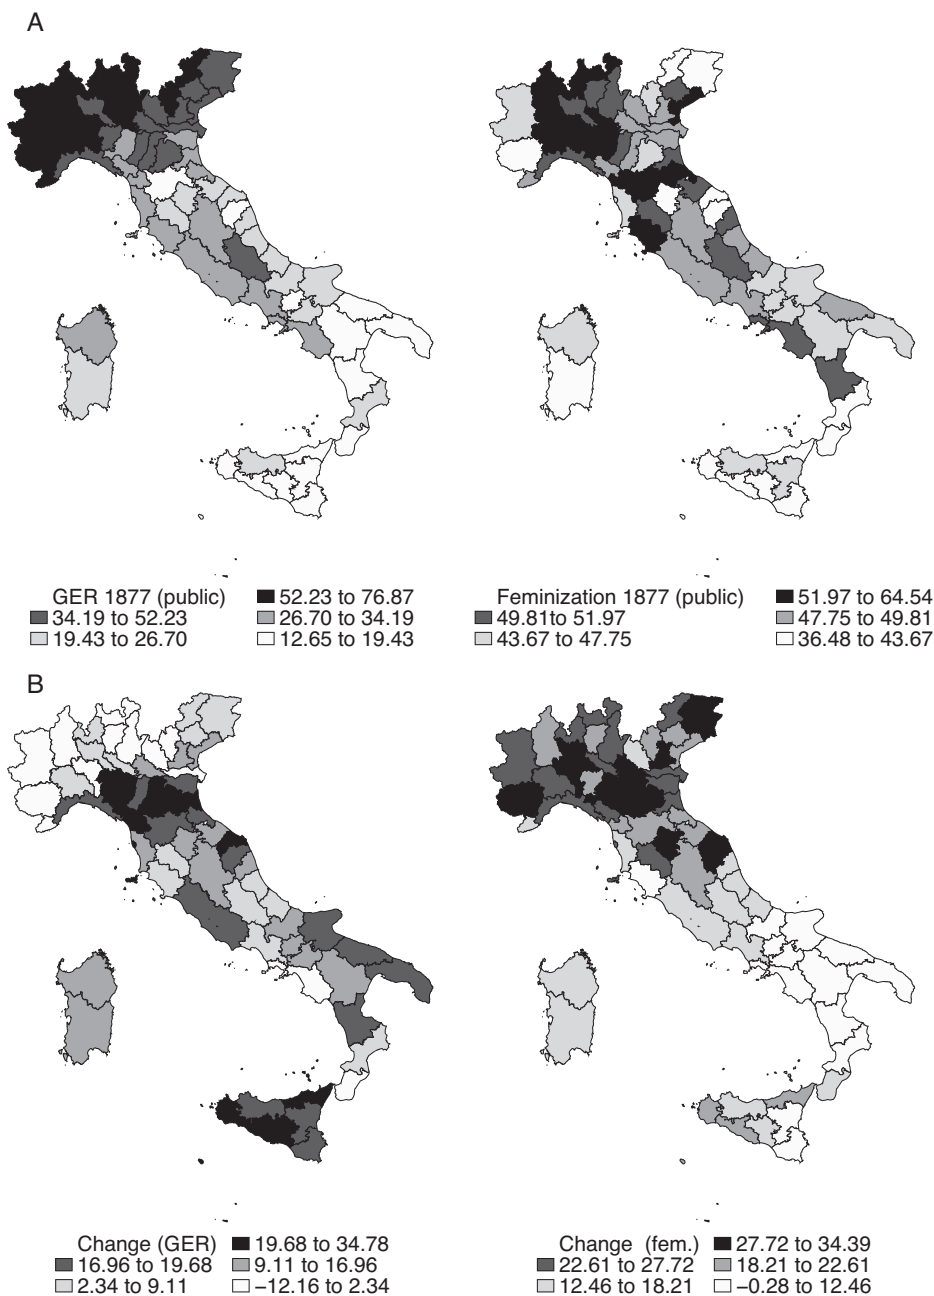 A
GER 1877 (public)
52.23 to 76.87
34.19 to 52.23
26.70 to 34.19
19.43 to 26.70
12.65 to 19.43
Feminization 1877 (public)
51.97 to 64.54
49.81to 51.97
47.75 to 49.81
43.67 to 47.75
36.48 to 43.67
B
Change (GER)
19.68 to 34.78
16.96 to 19.68
9.11 to 16.96
2.34 to 9.11
−12.16 to 2.34
Change (fem.)
27.72 to 34.39
22.61 to 27.72
18.21 to 22.61
12.46 to 18.21
−0.28 to 12.46